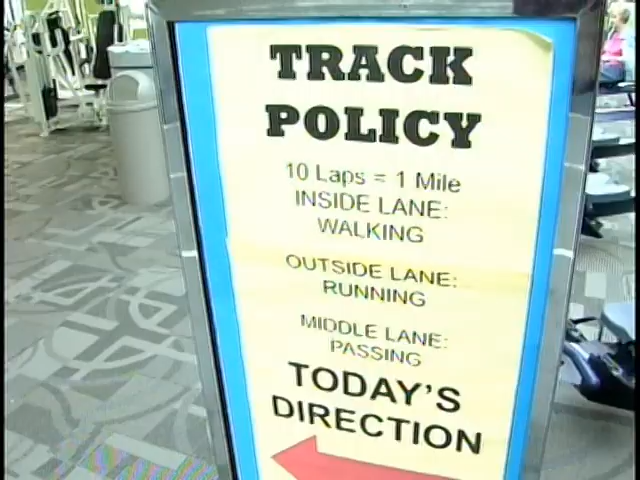 TRACK
POLICY
10 Laps = 1 Mile
INSIDE LANE:
WALKING
OUTSIDE LANE:
RUNNING
MIDDLE LANE:
PASSING
TODAY'S
DIRECTION